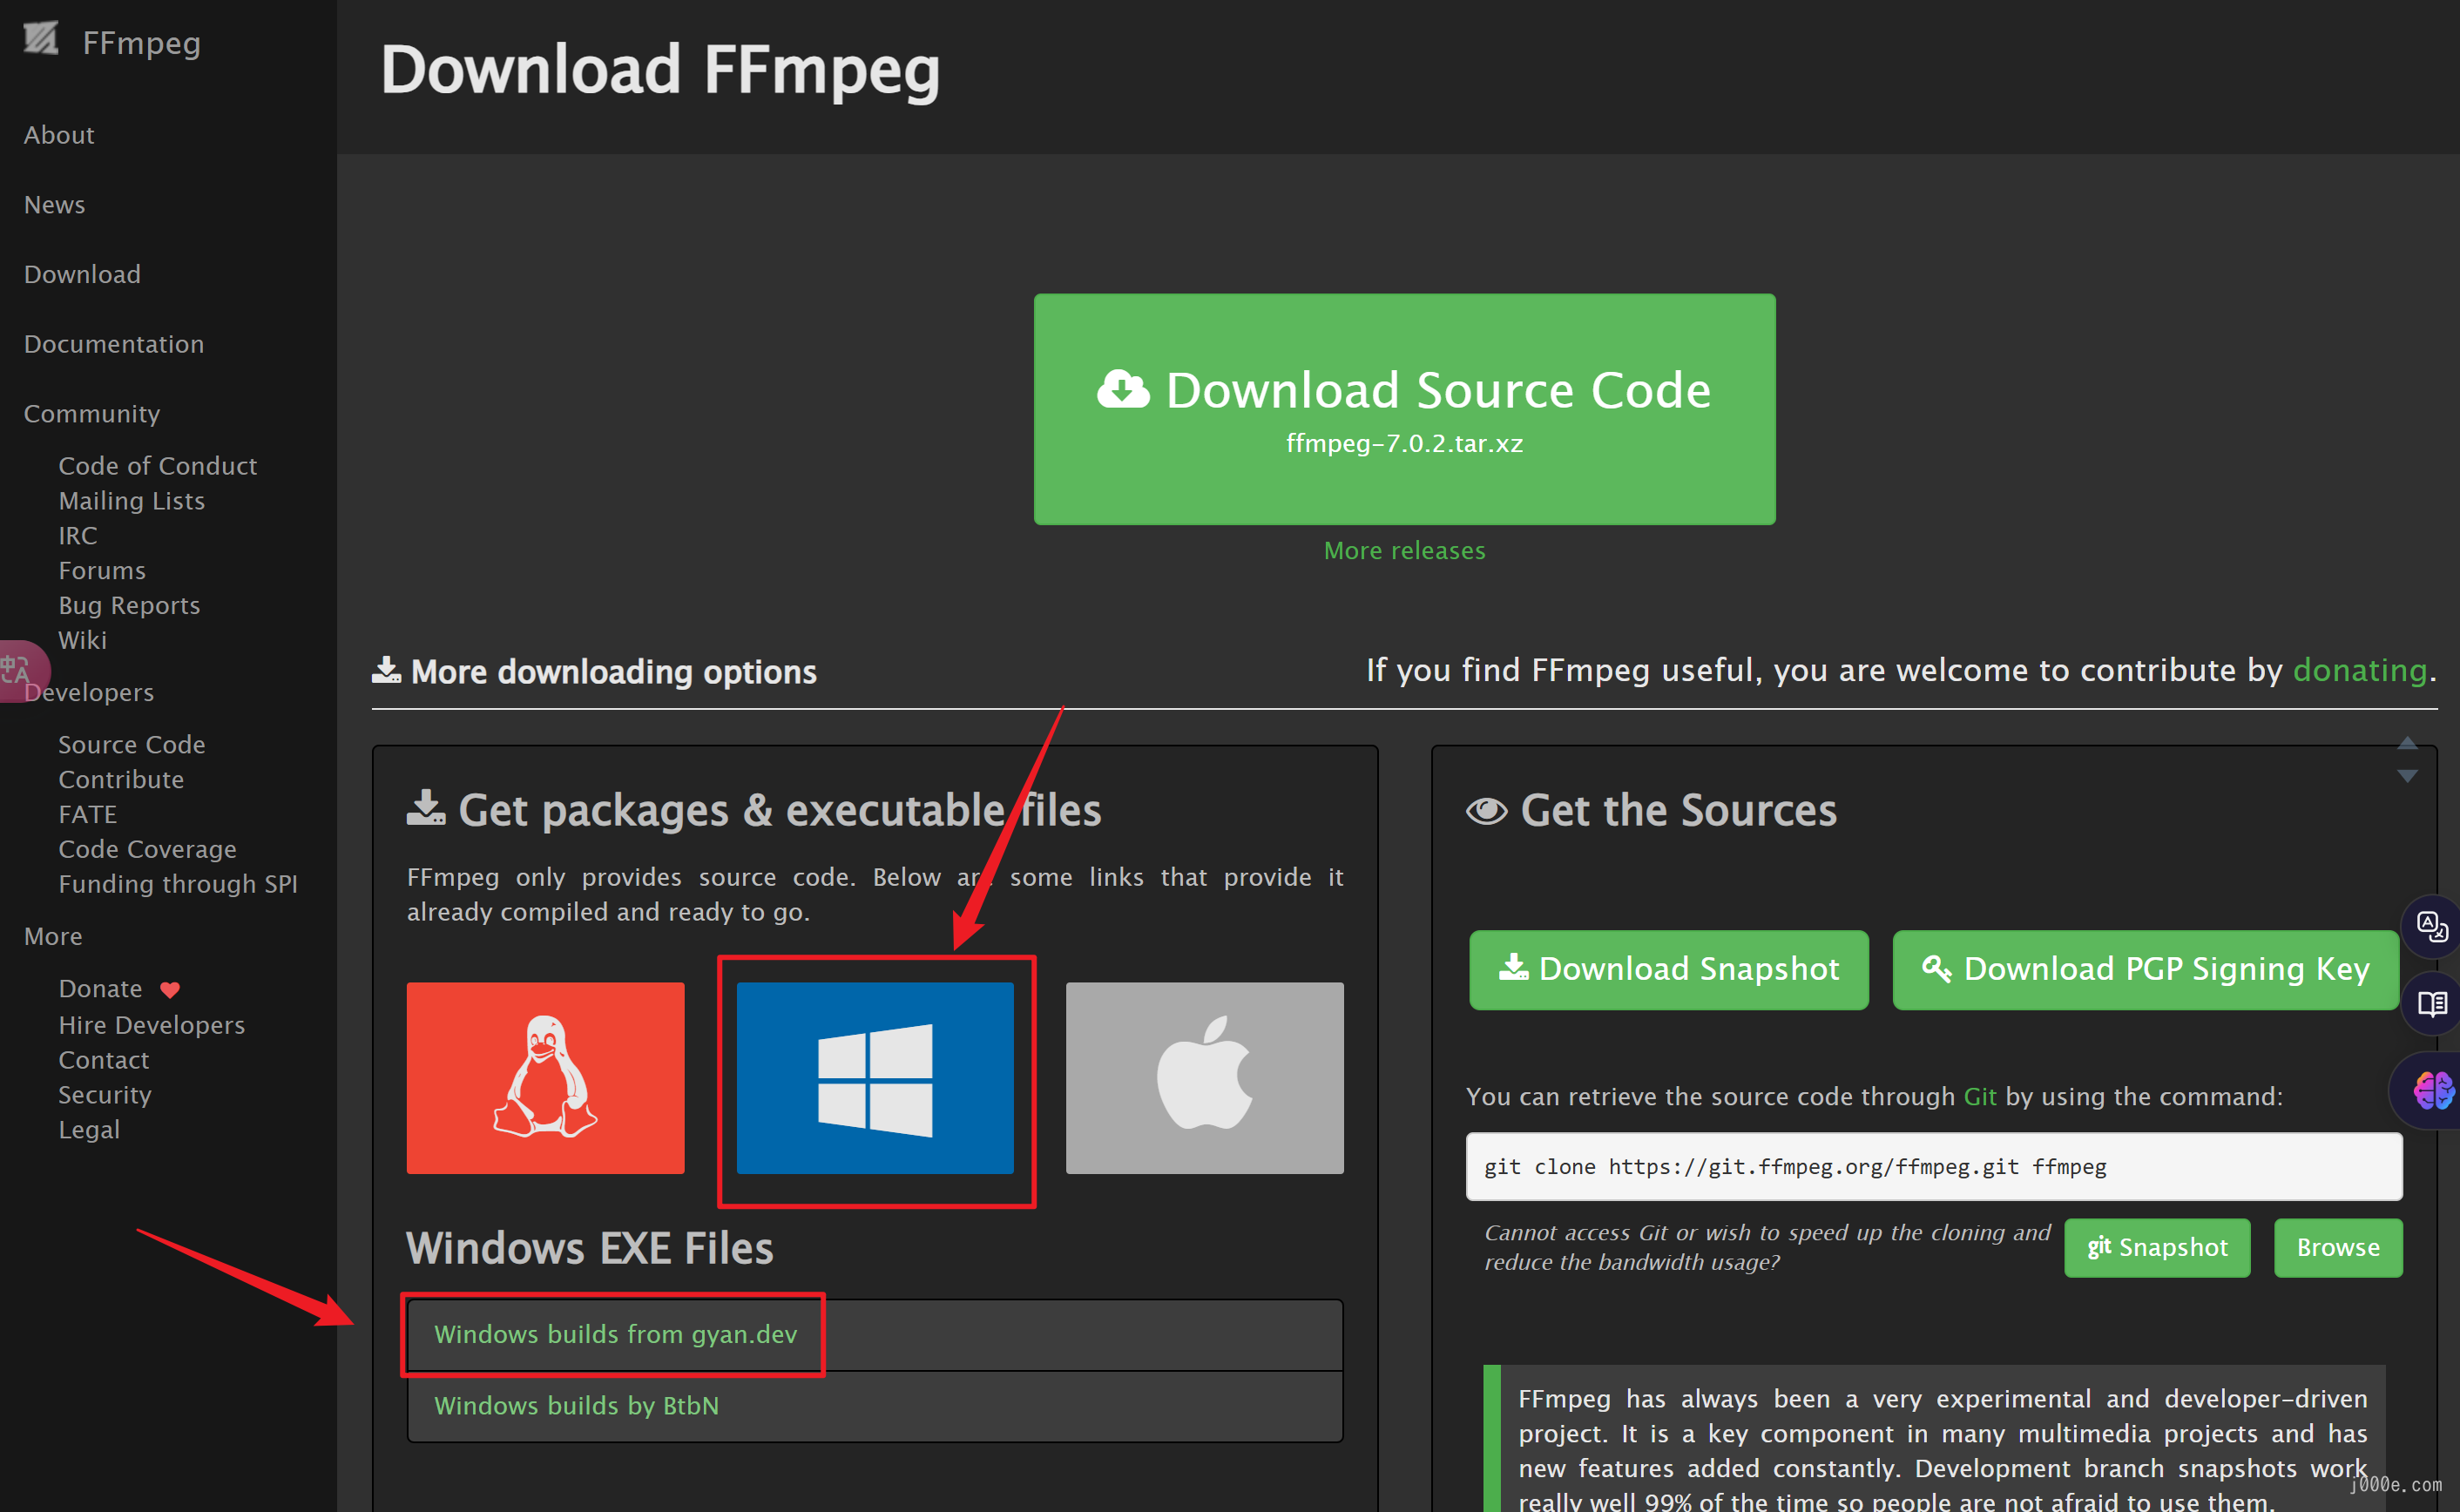 FFmpeg
About
News
Download
Documentation
Community
Code of Conduct
Mailing Lists
IRC
Forums
Bug Reports
Wiki
Developers
Source Code
Contribute
FATE
Code Coverage
Funding through SPI
More
Donate
Hire Developers
Contact
Security
Legal
Download FFmpeg
Download Source Code
ffmpeg-7.0.2.tar.xz
More releases
More downloading options
If you find FFmpeg useful, you are welcome to contribute by donating.
Get packages & executable files
FFmpeg only provides source code. Below are some links that provide it
already compiled and ready to go.
Windows EXE Files
Windows builds from gyan.dev
Windows builds by BtbN
Get the Sources
Download Snapshot
Download PGP Signing Key
You can retrieve the source code through Git by using the command:
git clone https://git.ffmpeg.org/ffmpeg.git ffmpeg
Cannot access Git or wish to speed up the cloning and
reduce the bandwidth usage?
git Snapshot
Browse
FFmpeg has always been a very experimental and developer-driven
project. It is a key component in many multimedia projects and has
new features added constantly. Development branch snapshots work
really well 99% of the time so people are not afraid to use them.
j000e.com